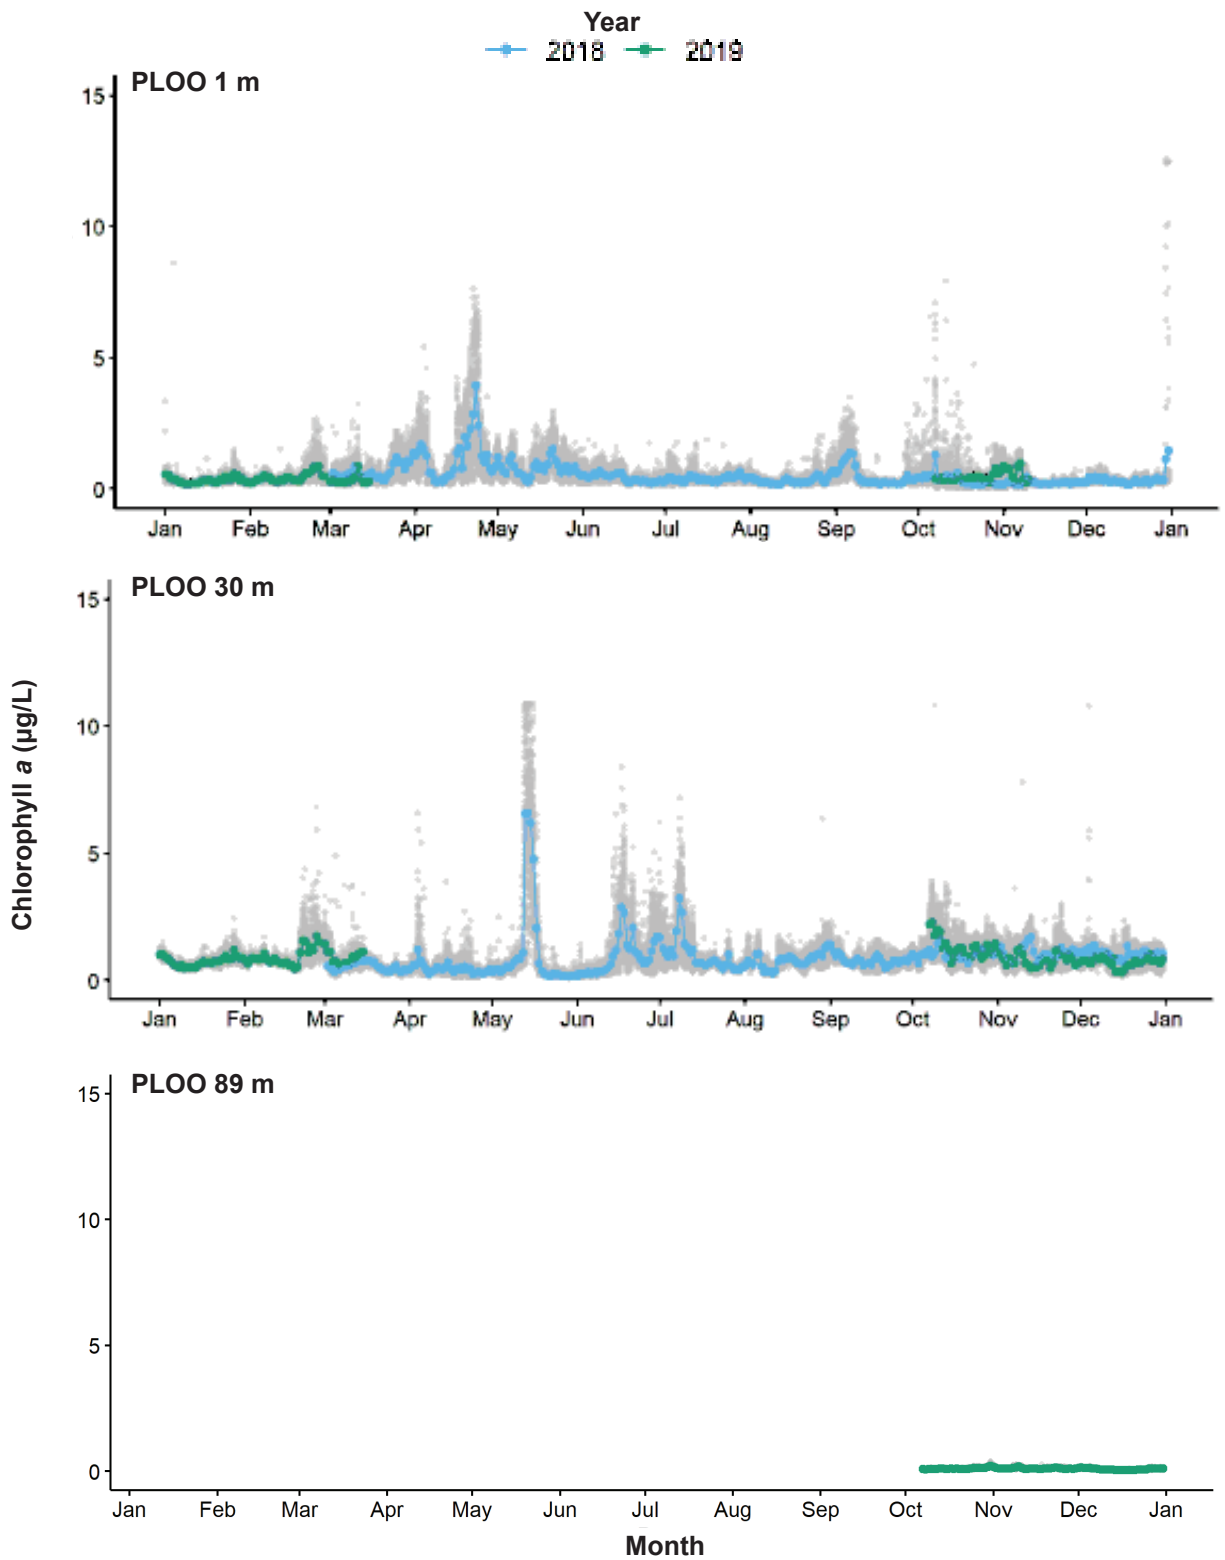 Year
2018 2019
PLOO 1 m
15
10
5
0
Jan Feb Mar Apr May Jun Jul Aug Sep Oct Nov Dec Jan
PLOO 30 m
15
10
5
0
Jan Feb Mar Apr May Jun Jul Aug Sep Oct Nov Dec Jan
Chlorophyll a (µg/L)
PLOO 89 m
15
10
5
0
Jan Feb Mar Apr May Jun Jul Aug Sep Oct Nov Dec Jan
Month